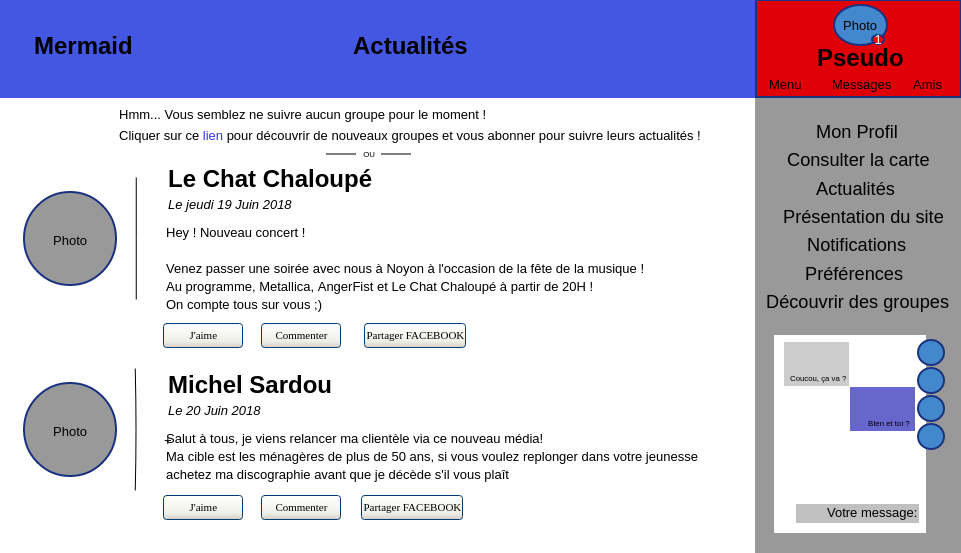 Mermaid
Actualités
Photo
1
Pseudo
Menu Messages Amis
Hmm... Vous semblez ne suivre aucun groupe pour le moment !
Cliquer sur ce lien pour découvrir de nouveaux groupes et vous abonner pour suivre leurs actualités !
OU
Photo
Le Chat Chaloupé
Le jeudi 19 Juin 2018
Hey ! Nouveau concert !
Venez passer une soirée avec nous à Noyon à l'occasion de la fête de la musique !
Au programme, Metallica, AngerFist et Le Chat Chaloupé à partir de 20H !
On compte tous sur vous ;)
J'aime Commenter Partager FACEBOOK
Photo
Michel Sardou
Le 20 Juin 2018
Salut à tous, je viens relancer ma clientèle via ce nouveau média!
Ma cible est les ménagères de plus de 50 ans, si vous voulez replonger dans votre jeunesse
achetez ma discographie avant que je décède s'il vous plaît
J'aime Commenter Partager FACEBOOK
Mon Profil
Consulter la carte
Actualités
Présentation du site
Notifications
Préférences
Découvrir des groupes
Coucou, ça va ?
Bien et toi ?
Votre message: